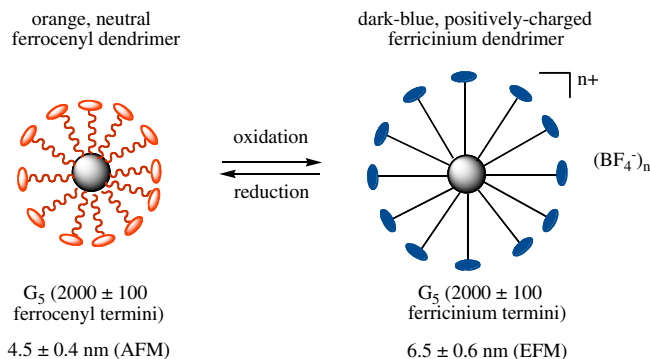 orange, neutral
ferrocenyl dendrimer
dark-blue, positively-charged
ferricinium dendrimer
n+
oxidation
reduction
(BF₄⁻)ₙ
G₅ (2000 ± 100
ferrocenyl termini)
4.5 ± 0.4 nm (AFM)
G₅ (2000 ± 100
ferricinium termini)
6.5 ± 0.6 nm (EFM)